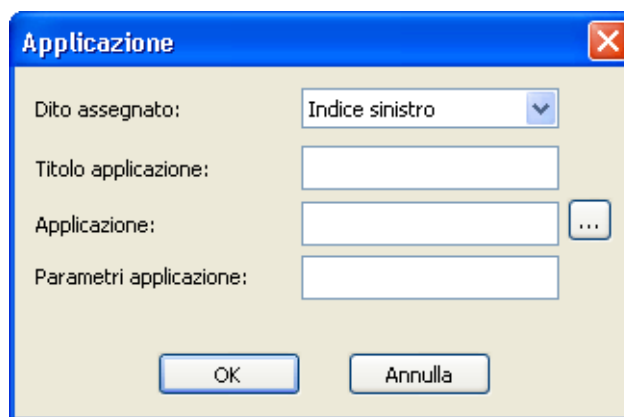 Applicazione
Dito assegnato: Indice sinistro
Titolo applicazione:
Applicazione: ...
Parametri applicazione:
OK Annulla